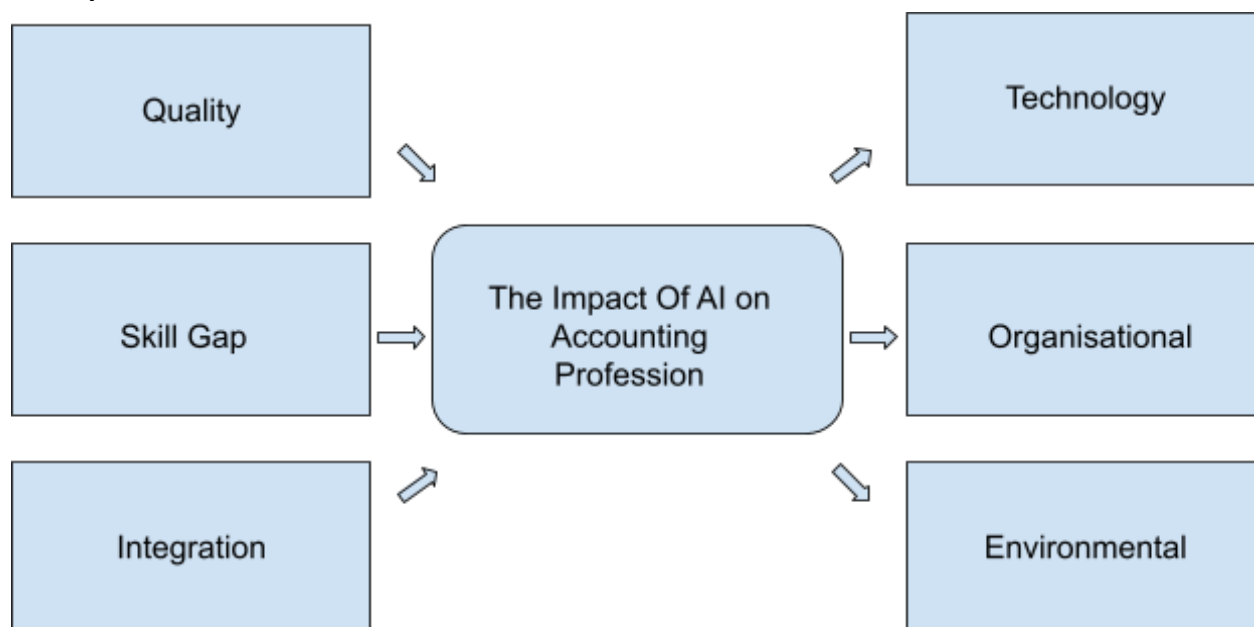 Quality
Technology
Skill Gap
The Impact Of AI on
Accounting
Profession
Organisational
Integration
Environmental